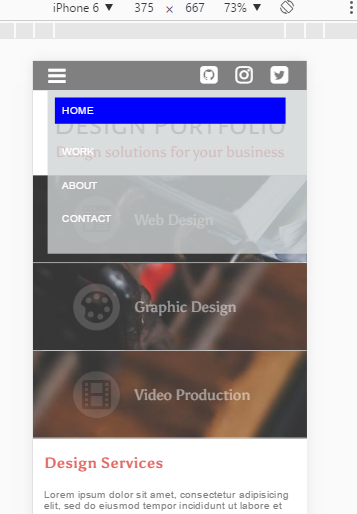 iPhone 6 ▼ 375 × 667 73% ▼
HOME
DESIGN PORTFOLIO
Design solutions for your business
WORK
ABOUT
Web Design
CONTACT
Graphic Design
Video Production
Design Services
Lorem ipsum dolor sit amet, consectetur adipisicing
elit, sed do eiusmod tempor incididunt ut labore et